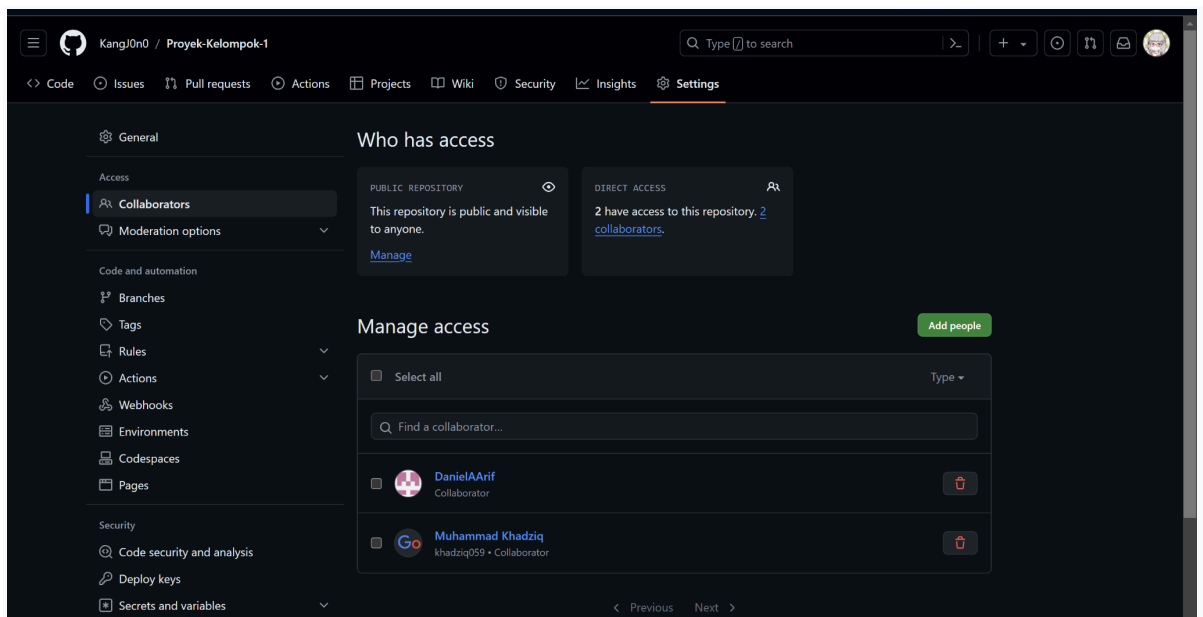 KangJ0n0 / Proyek-Kelompok-1
Type / to search
Code Issues Pull requests Actions Projects Wiki Security Insights Settings
General
Access
Collaborators
Moderation options
Code and automation
Branches
Tags
Rules
Actions
Webhooks
Environments
Codespaces
Pages
Security
Code security and analysis
Deploy keys
Secrets and variables
Who has access
PUBLIC REPOSITORY
This repository is public and visible
to anyone.
Manage
DIRECT ACCESS
2 have access to this repository. 2
collaborators.
Manage access
Add people
Select all
Type
Find a collaborator...
DanielAArif
Collaborator
Go
Muhammad Khadziq
khadziq059 • Collaborator
Previous Next